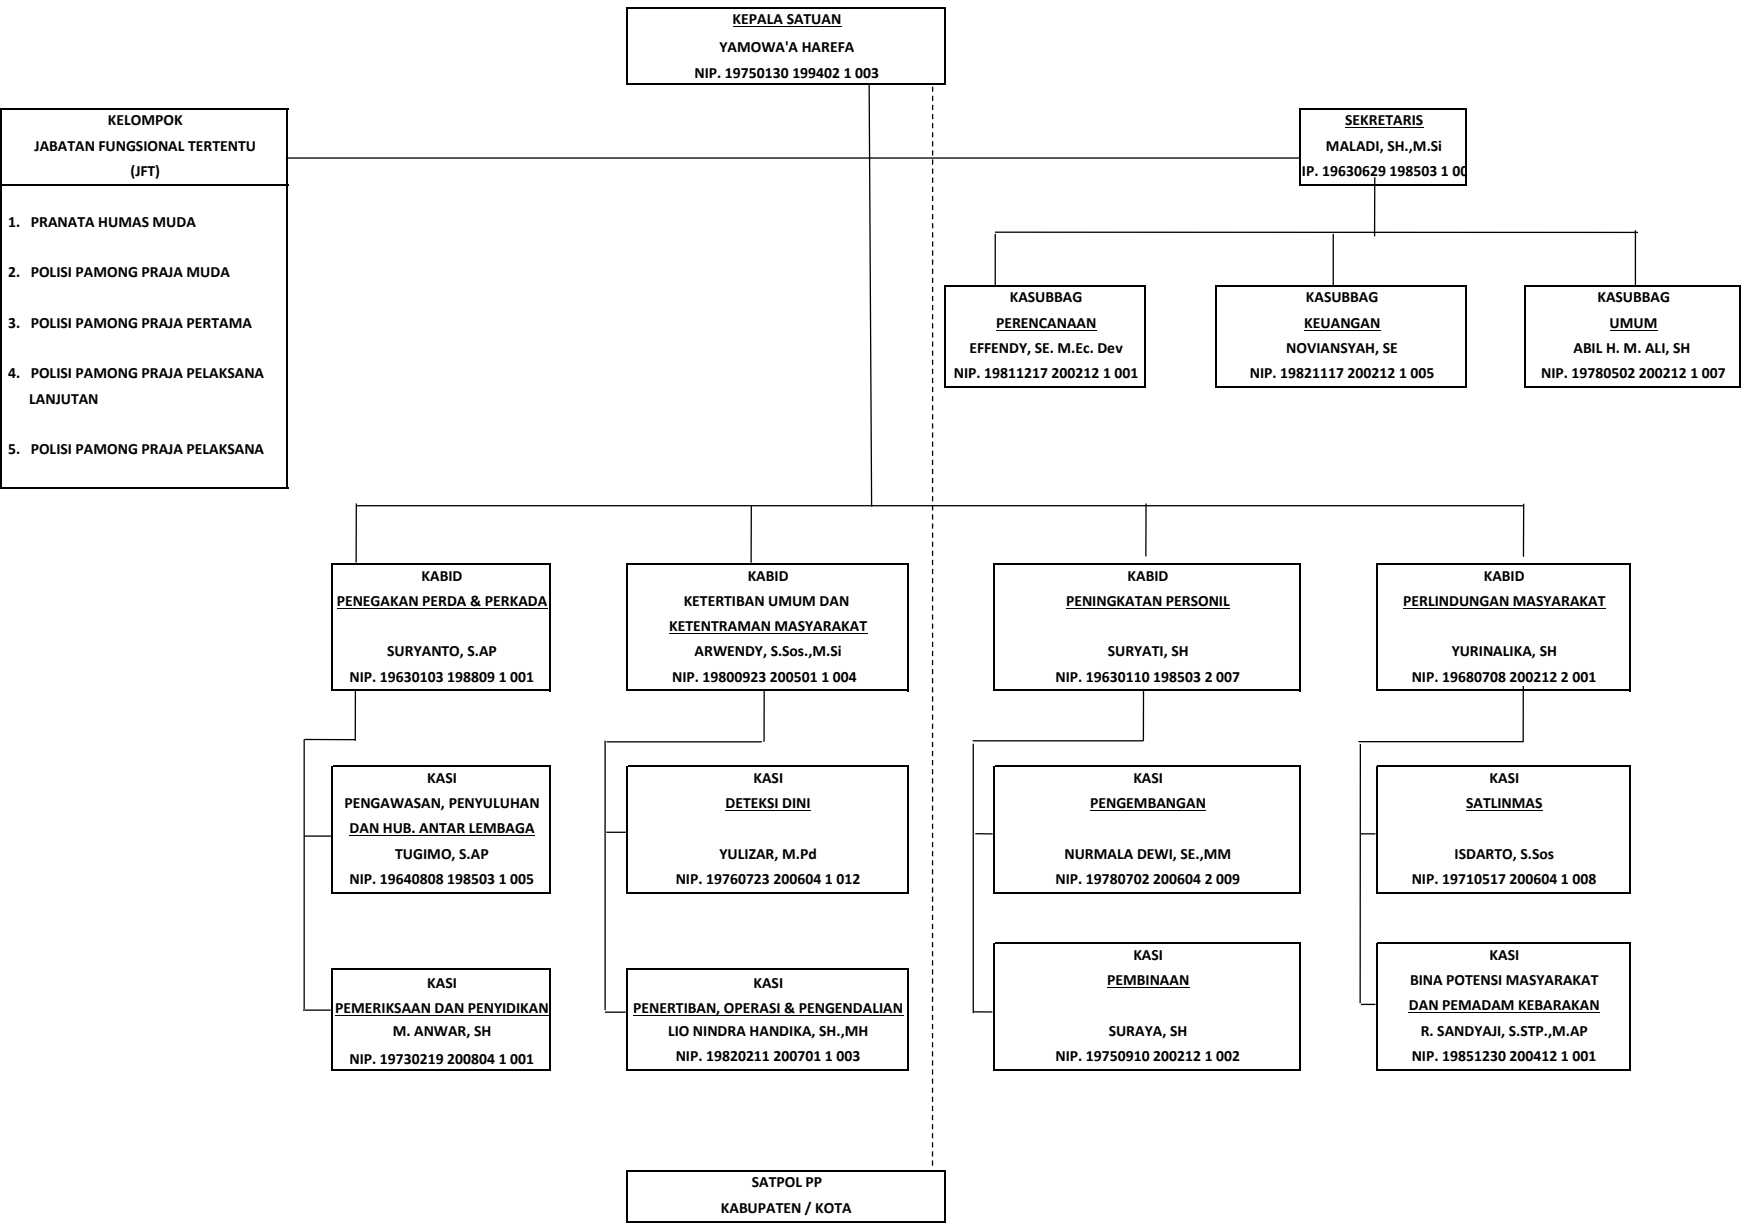 KEPALA SATUAN
YAMOWA'A HAREFA
NIP. 19750130 199402 1 003
KELOMPOK
JABATAN FUNGSIONAL TERTENTU
(JFT)
1. PRANATA HUMAS MUDA
2. POLISI PAMONG PRAJA MUDA
3. POLISI PAMONG PRAJA PERTAMA
4. POLISI PAMONG PRAJA PELAKSANA
LANJUTAN
5. POLISI PAMONG PRAJA PELAKSANA
SEKRETARIS
MALADI, SH.,M.Si
IP. 19630629 198503 1 00
KASUBBAG
PERENCANAAN
EFFENDY, SE. M.Ec. Dev
NIP. 19811217 200212 1 001
KASUBBAG
KEUANGAN
NOVIANSYAH, SE
NIP. 19821117 200212 1 005
KASUBBAG
UMUM
ABIL H. M. ALI, SH
NIP. 19780502 200212 1 007
KABID
PENEGAKAN PERDA & PERKADA
SURYANTO, S.AP
NIP. 19630103 198809 1 001
KABID
KETERTIBAN UMUM DAN
KETENTRAMAN MASYARAKAT
ARWENDY, S.Sos.,M.Si
NIP. 19800923 200501 1 004
KABID
PENINGKATAN PERSONIL
SURYATI, SH
NIP. 19630110 198503 2 007
KABID
PERLINDUNGAN MASYARAKAT
YURINALIKA, SH
NIP. 19680708 200212 2 001
KASI
PENGAWASAN, PENYULUHAN
DAN HUB. ANTAR LEMBAGA
TUGIMO, S.AP
NIP. 19640808 198503 1 005
KASI
DETEKSI DINI
YULIZAR, M.Pd
NIP. 19760723 200604 1 012
KASI
PENGEMBANGAN
NURMALA DEWI, SE.,MM
NIP. 19780702 200604 2 009
KASI
SATLINMAS
ISDARTO, S.Sos
NIP. 19710517 200604 1 008
KASI
PEMERIKSAAN DAN PENYIDIKAN
M. ANWAR, SH
NIP. 19730219 200804 1 001
KASI
PENERTIBAN, OPERASI & PENGENDALIAN
LIO NINDRA HANDIKA, SH.,MH
NIP. 19820211 200701 1 003
KASI
PEMBINAAN
SURAYA, SH
NIP. 19750910 200212 1 002
KASI
BINA POTENSI MASYARAKAT
DAN PEMADAM KEBARAKAN
R. SANDYAJI, S.STP.,M.AP
NIP. 19851230 200412 1 001
SATPOL PP
KABUPATEN / KOTA